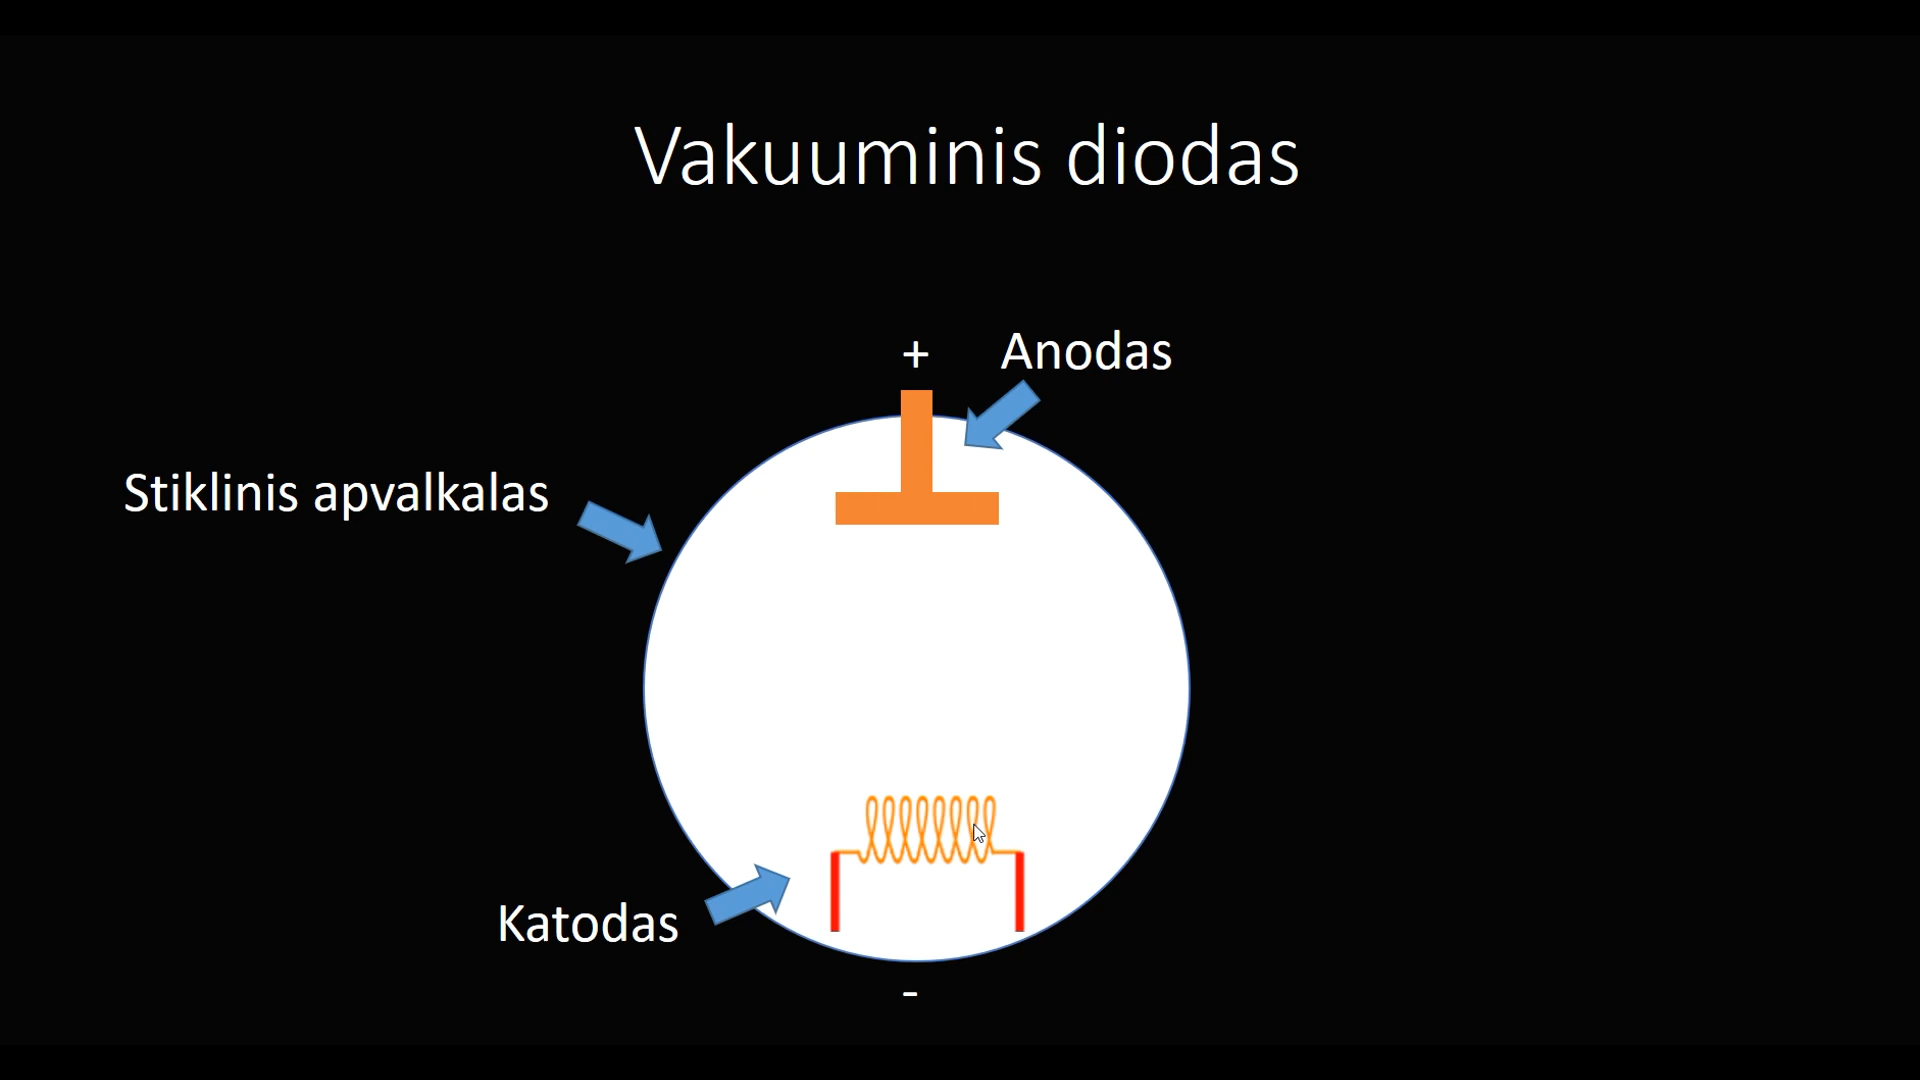 Vakuuminis diodas
+
Anodas
Stiklinis apvalkalas
Katodas
-